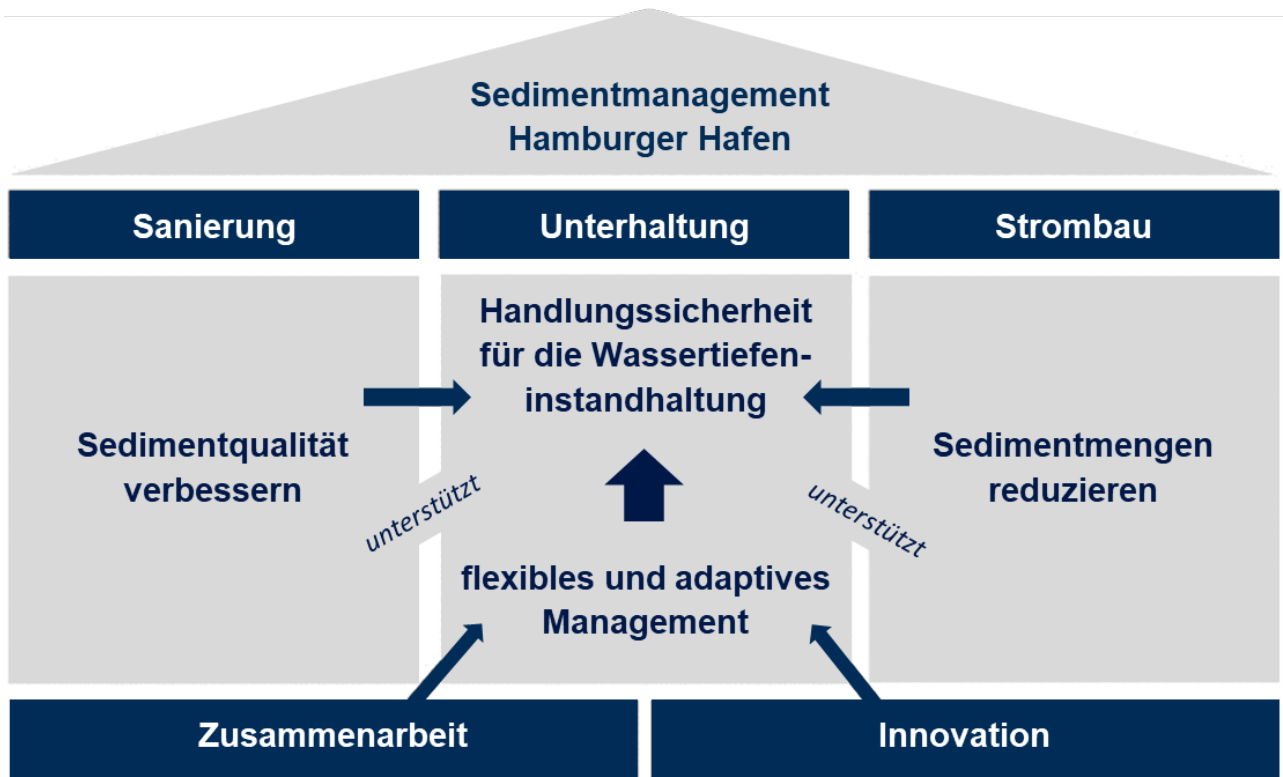 Sedimentmanagement
Hamburger Hafen
Sanierung
Unterhaltung
Strombau
Handlungssicherheit
für die Wassertiefen-
instandhaltung
Sedimentqualität
verbessern
Sedimentmengen
reduzieren
unterstützt
unterstützt
flexibles und adaptives
Management
Zusammenarbeit
Innovation